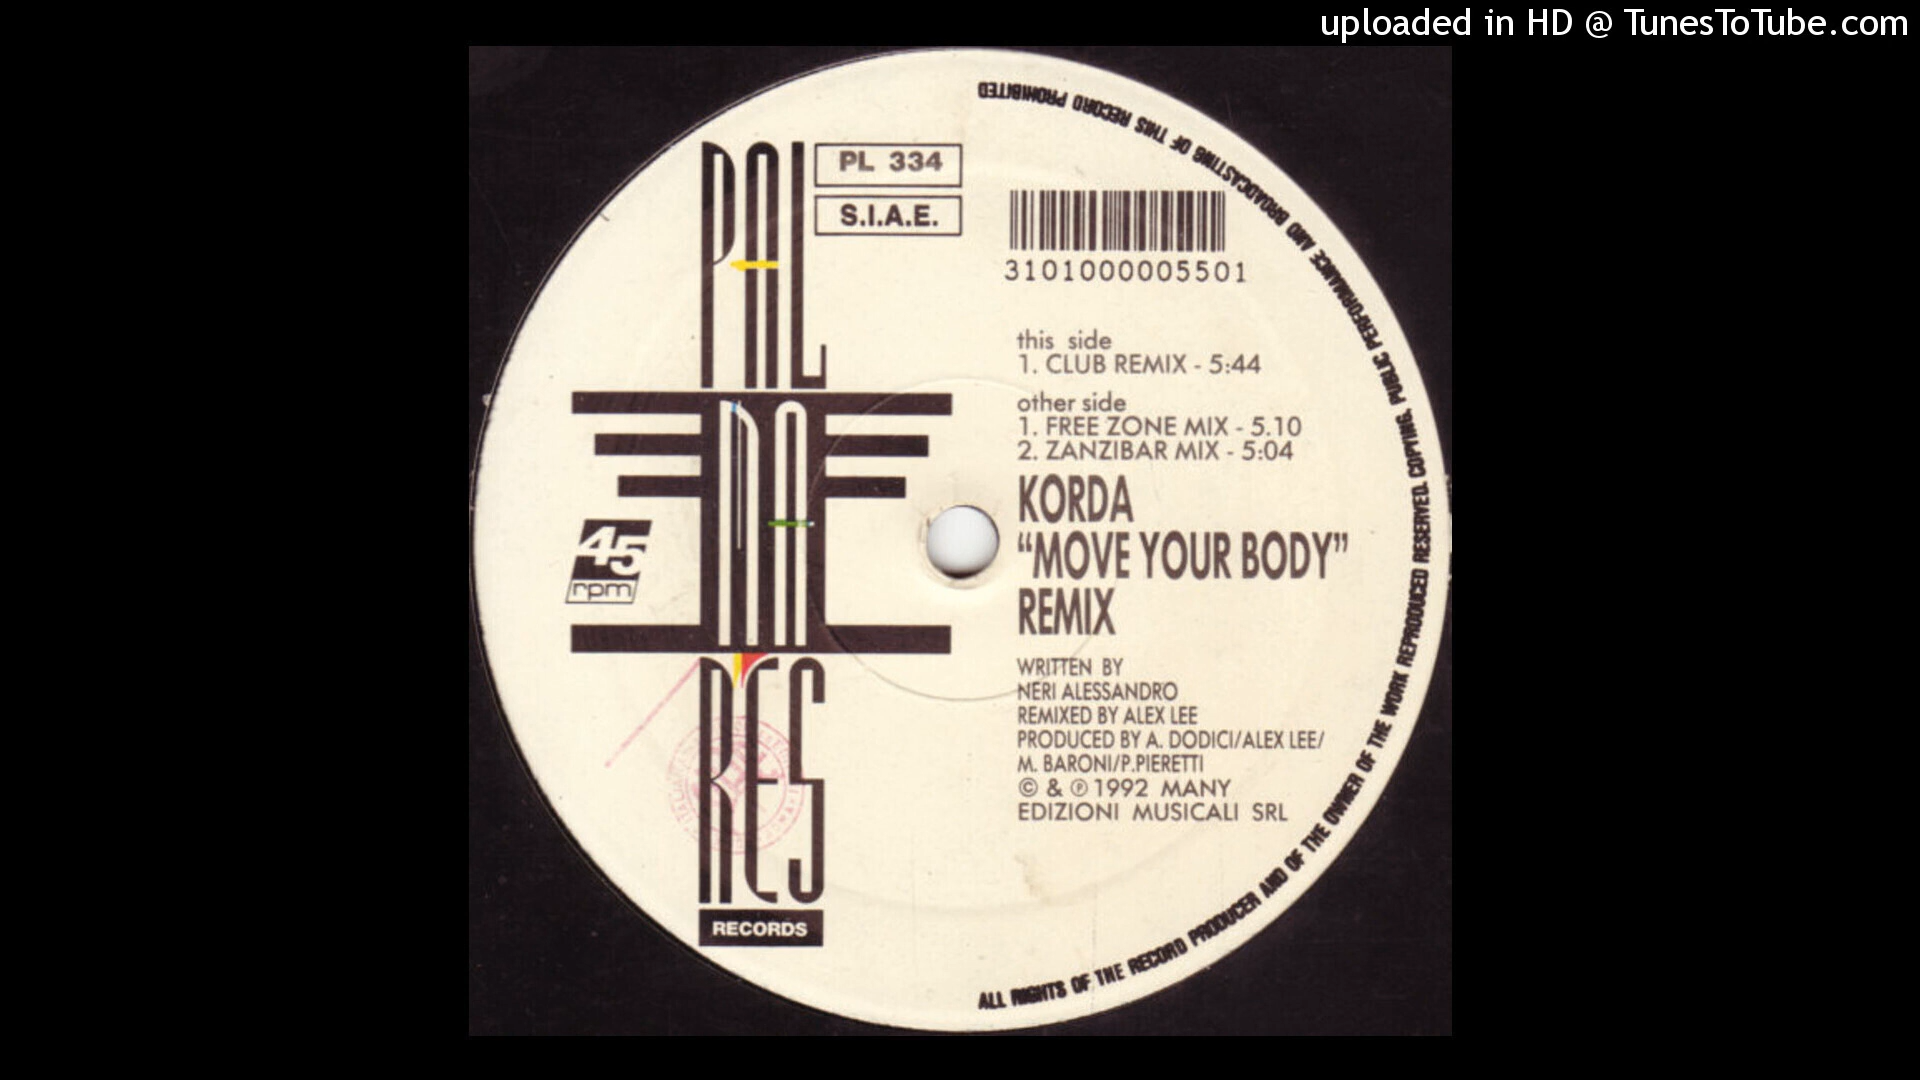 uploaded in HD @ TunesToTube.com
PAL
DA
RES
RECORDS
PL 334
S.I.A.E.
3101000005501
this side
1. CLUB REMIX - 5:44
other side
1. FREE ZONE MIX - 5.10
2. ZANZIBAR MIX - 5:04
45
rpm
KORDA
“MOVE YOUR BODY”
REMIX
WRITTEN BY
NERI ALESSANDRO
REMIXED BY ALEX LEE
PRODUCED BY A. DODICI/ALEX LEE/
M. BARONI/P.PIERETTI
© & ℗ 1992 MANY
EDIZIONI MUSICALI SRL
ALL RIGHTS OF THE RECORD PRODUCER AND OF THE OWNER OF THE WORK REPRODUCED RESERVED. COPYING, PUBLIC PERFORMANCE AND BROADCASTING OF THIS RECORD PROHIBITED